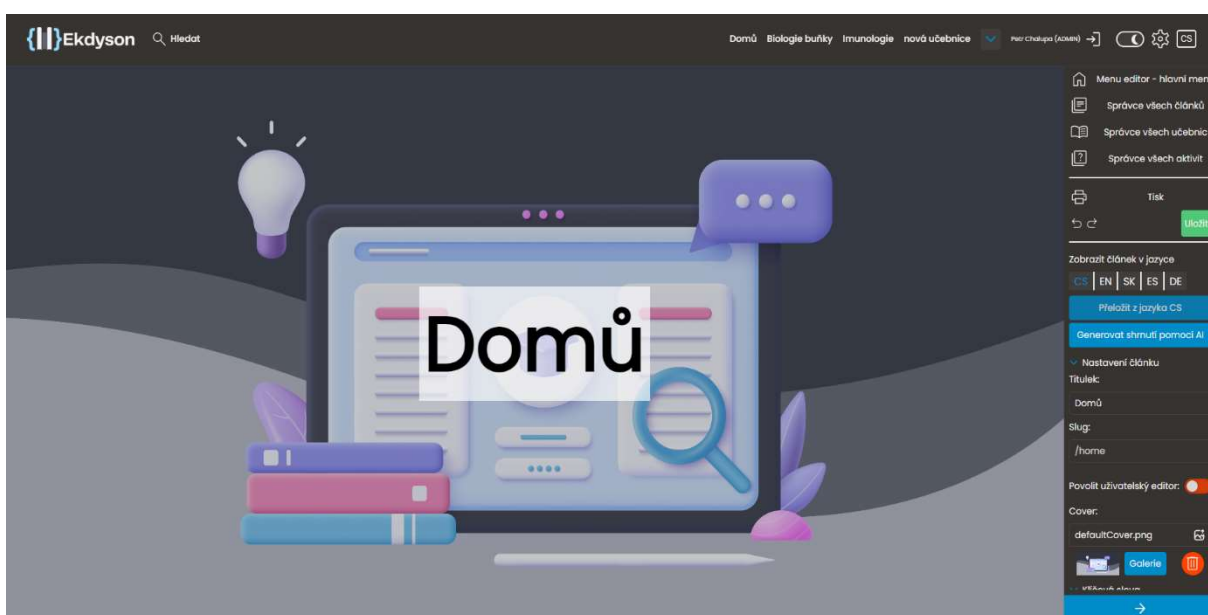 {||}Ekdyson
Hledat
Domů Biologie buňky Imunologie nová učebnice
Petr Chalupa (ADMIN)
CS
Menu editor - hlavní men
Správce všech článků
Správce všech učebnic
Správce všech aktivit
Tisk
Uložit
Zobrazit článek v jazyce
CS EN SK ES DE
Přeložit z jazyka CS
Generovat shrnutí pomocí AI
Nastavení článku
Titulek:
Domů
Slug:
/home
Povolit uživatelský editor:
Cover:
defaultCover.png
Galerie
Klíčová slova
Domů